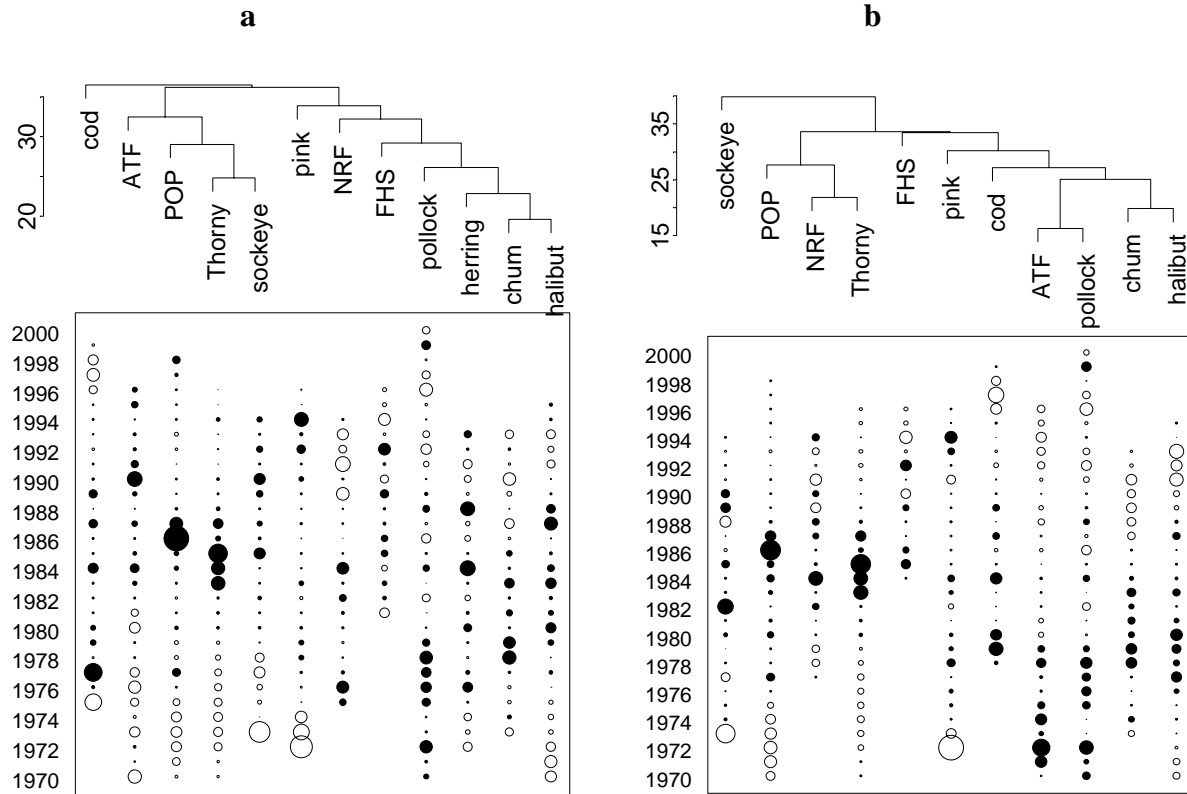 a
b
35
30
25
20
cod
ATF
POP
Thorny
sockeye
pink
NRF
FHS
pollock
herring
chum
halibut
2000
1998
1996
1994
1992
1990
1988
1986
1984
1982
1980
1978
1976
1974
1972
1970
35
25
15
sockeye
POP
NRF
Thorny
FHS
pink
cod
ATF
pollock
chum
halibut
2000
1998
1996
1994
1992
1990
1988
1986
1984
1982
1980
1978
1976
1974
1972
1970